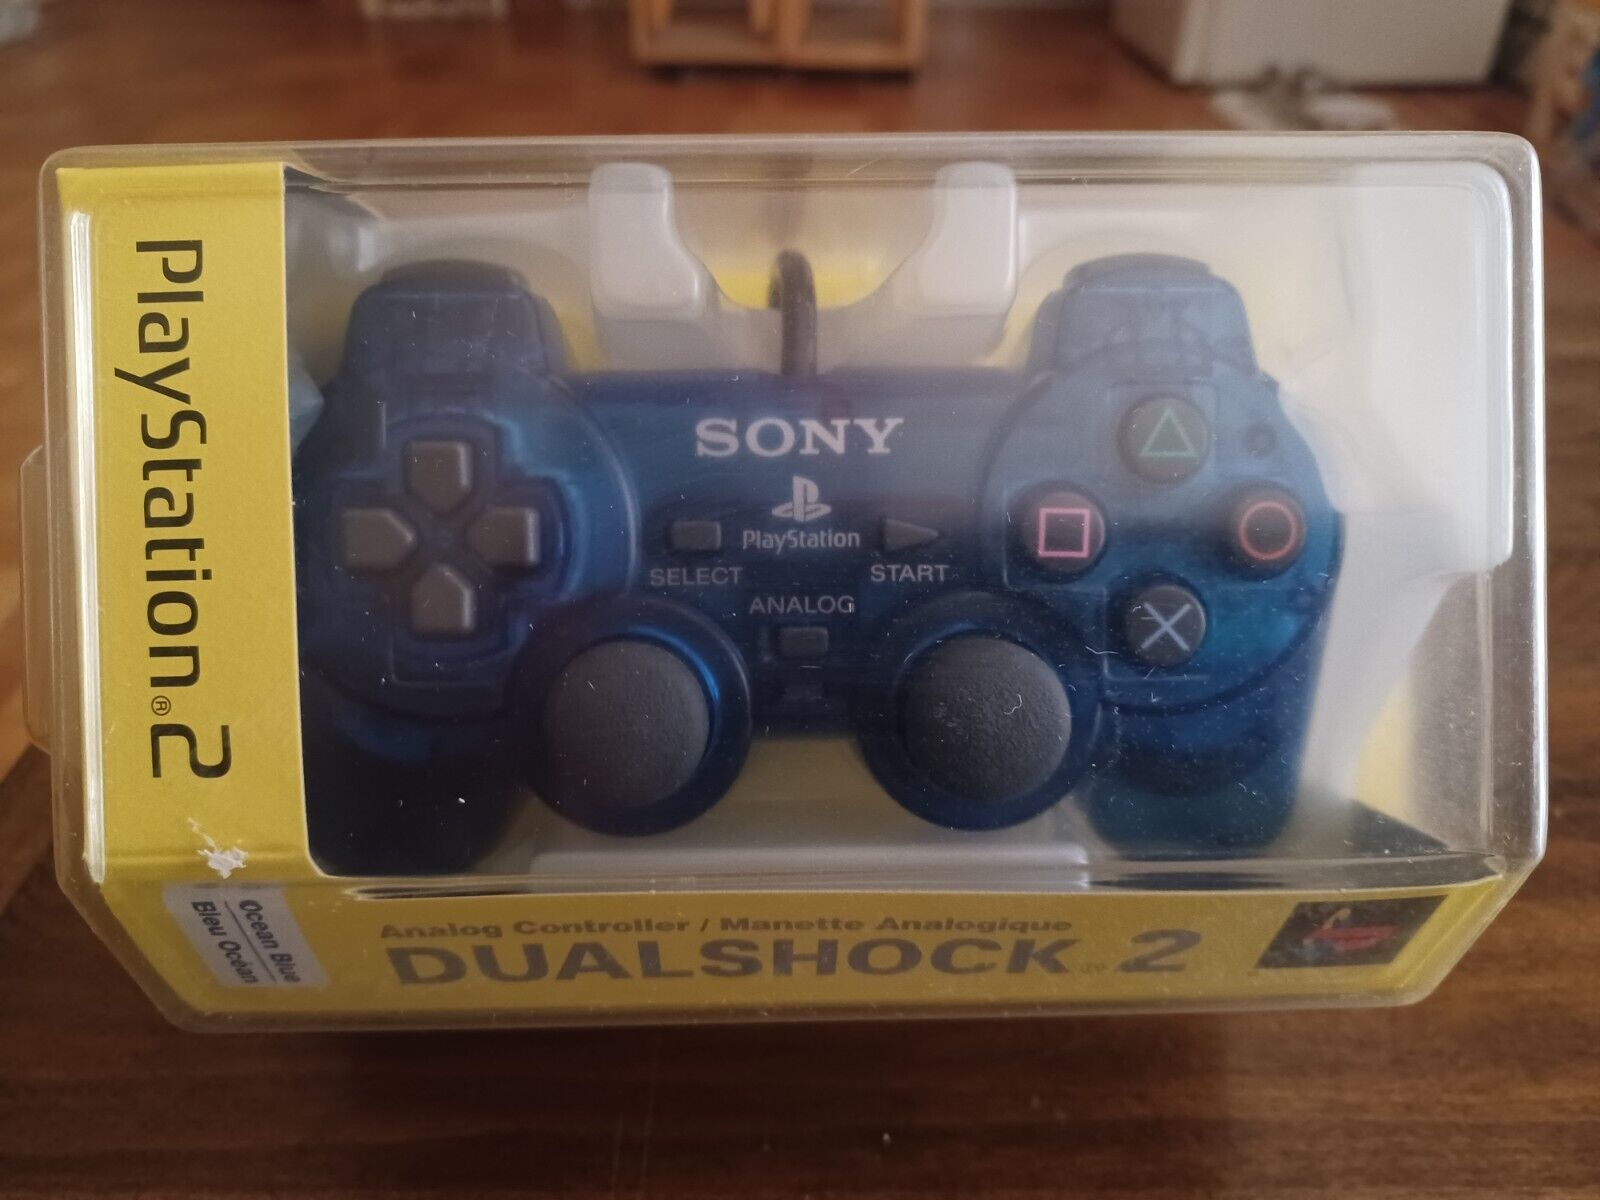 PlayStation®2
SONY
PlayStation
SELECT
START
ANALOG
Ocean Blue
Bleu Océan
Analog Controller / Manette Analogique
DUALSHOCK 2